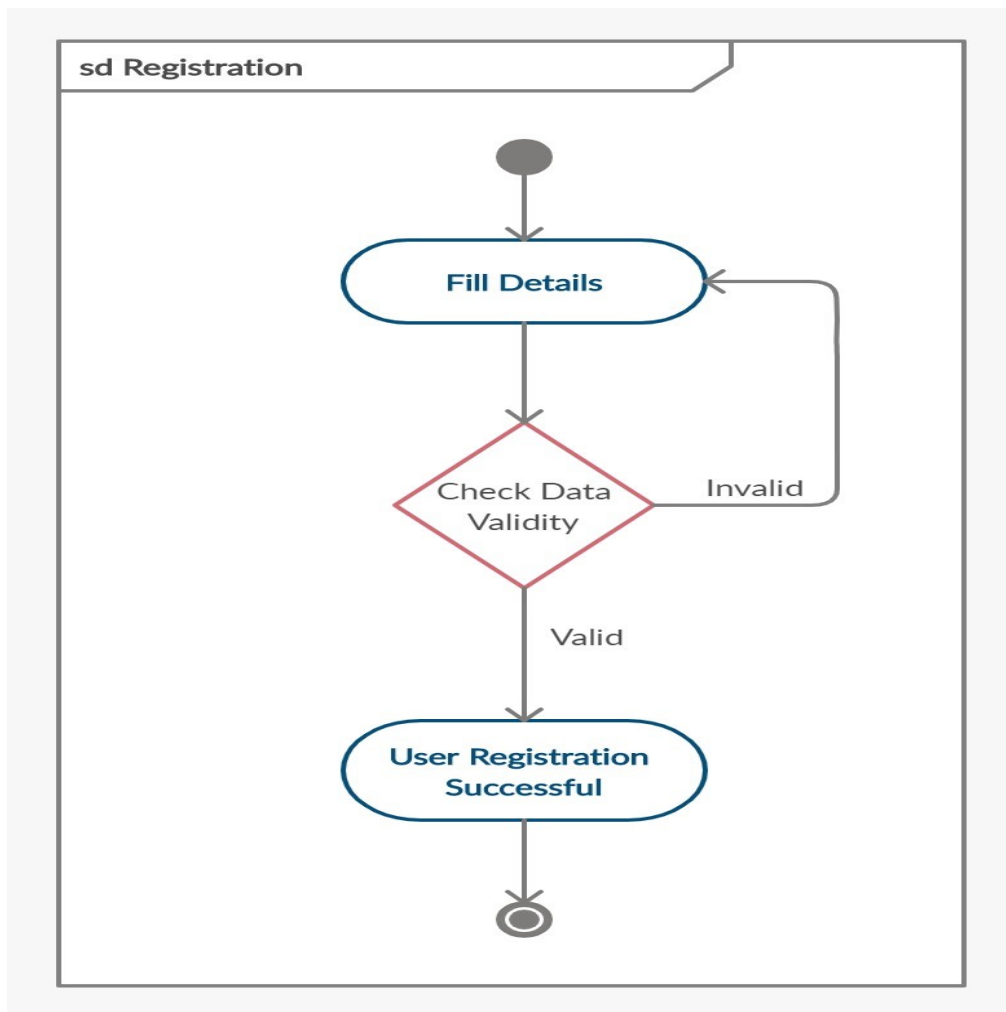 sd Registration
Fill Details
Check Data
Validity
Invalid
Valid
User Registration
Successful